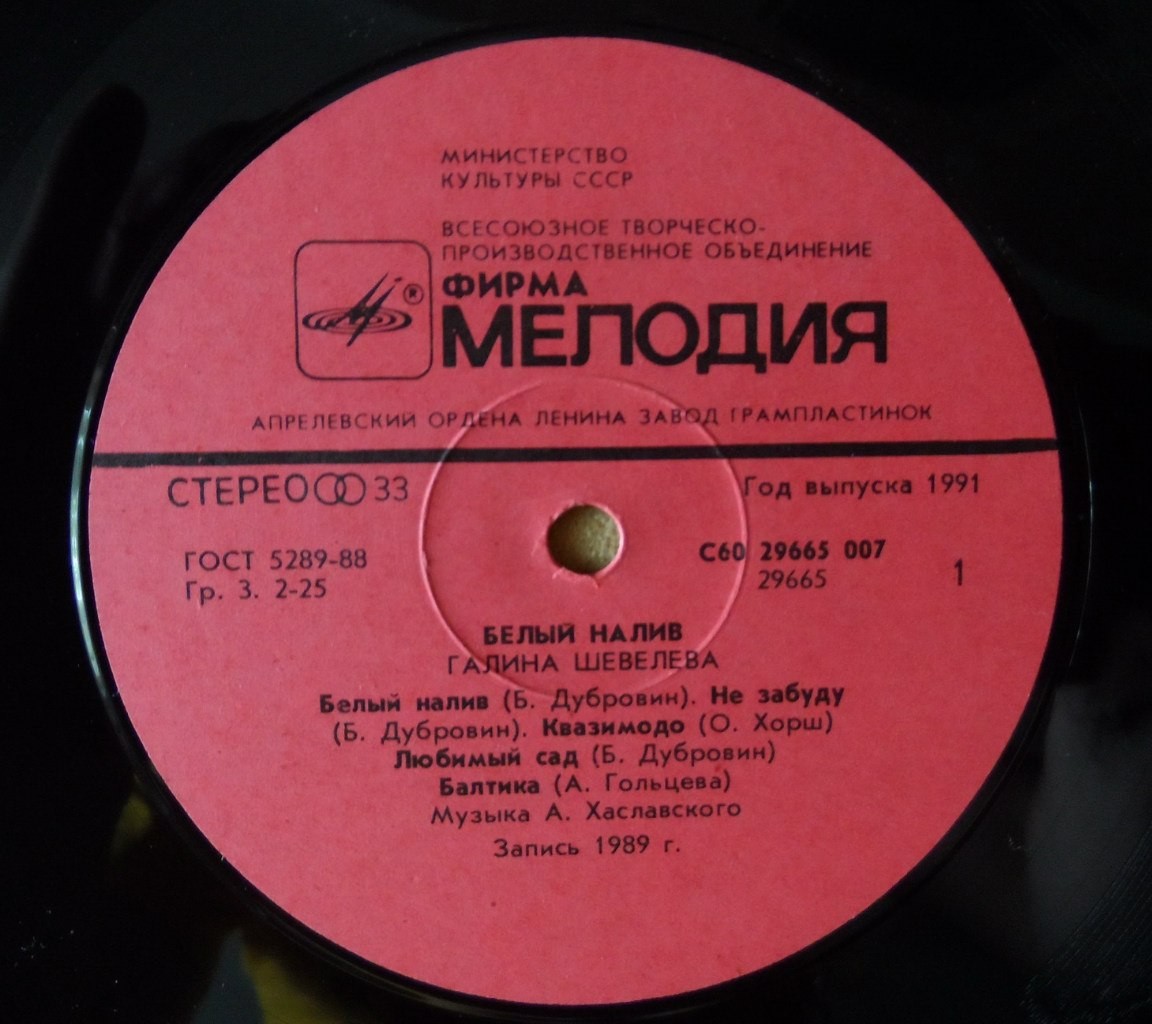 МИНИСТЕРСТВО
КУЛЬТУРЫ СССР
ВСЕСОЮЗНОЕ ТВОРЧЕСКО-
ПРОИЗВОДСТВЕННОЕ ОБЪЕДИНЕНИЕ
®
ФИРМА
МЕЛОДИЯ
АПРЕЛЕВСКИЙ ОРДЕНА ЛЕНИНА ЗАВОД ГРАМПЛАСТИНОК
СТЕРЕО 33
Год выпуска 1991
ГОСТ 5289-88
С60 29665 007
Гр. 3. 2-25
29665
1
БЕЛЫЙ НАЛИВ
ГАЛИНА ШЕВЕЛЕВА
Белый налив (Б. Дубровин). Не забуду
(Б. Дубровин). Квазимодо (О. Хорш)
Любимый сад (Б. Дубровин)
Балтика (А. Гольцева)
Музыка А. Хаславского
Запись 1989 г.